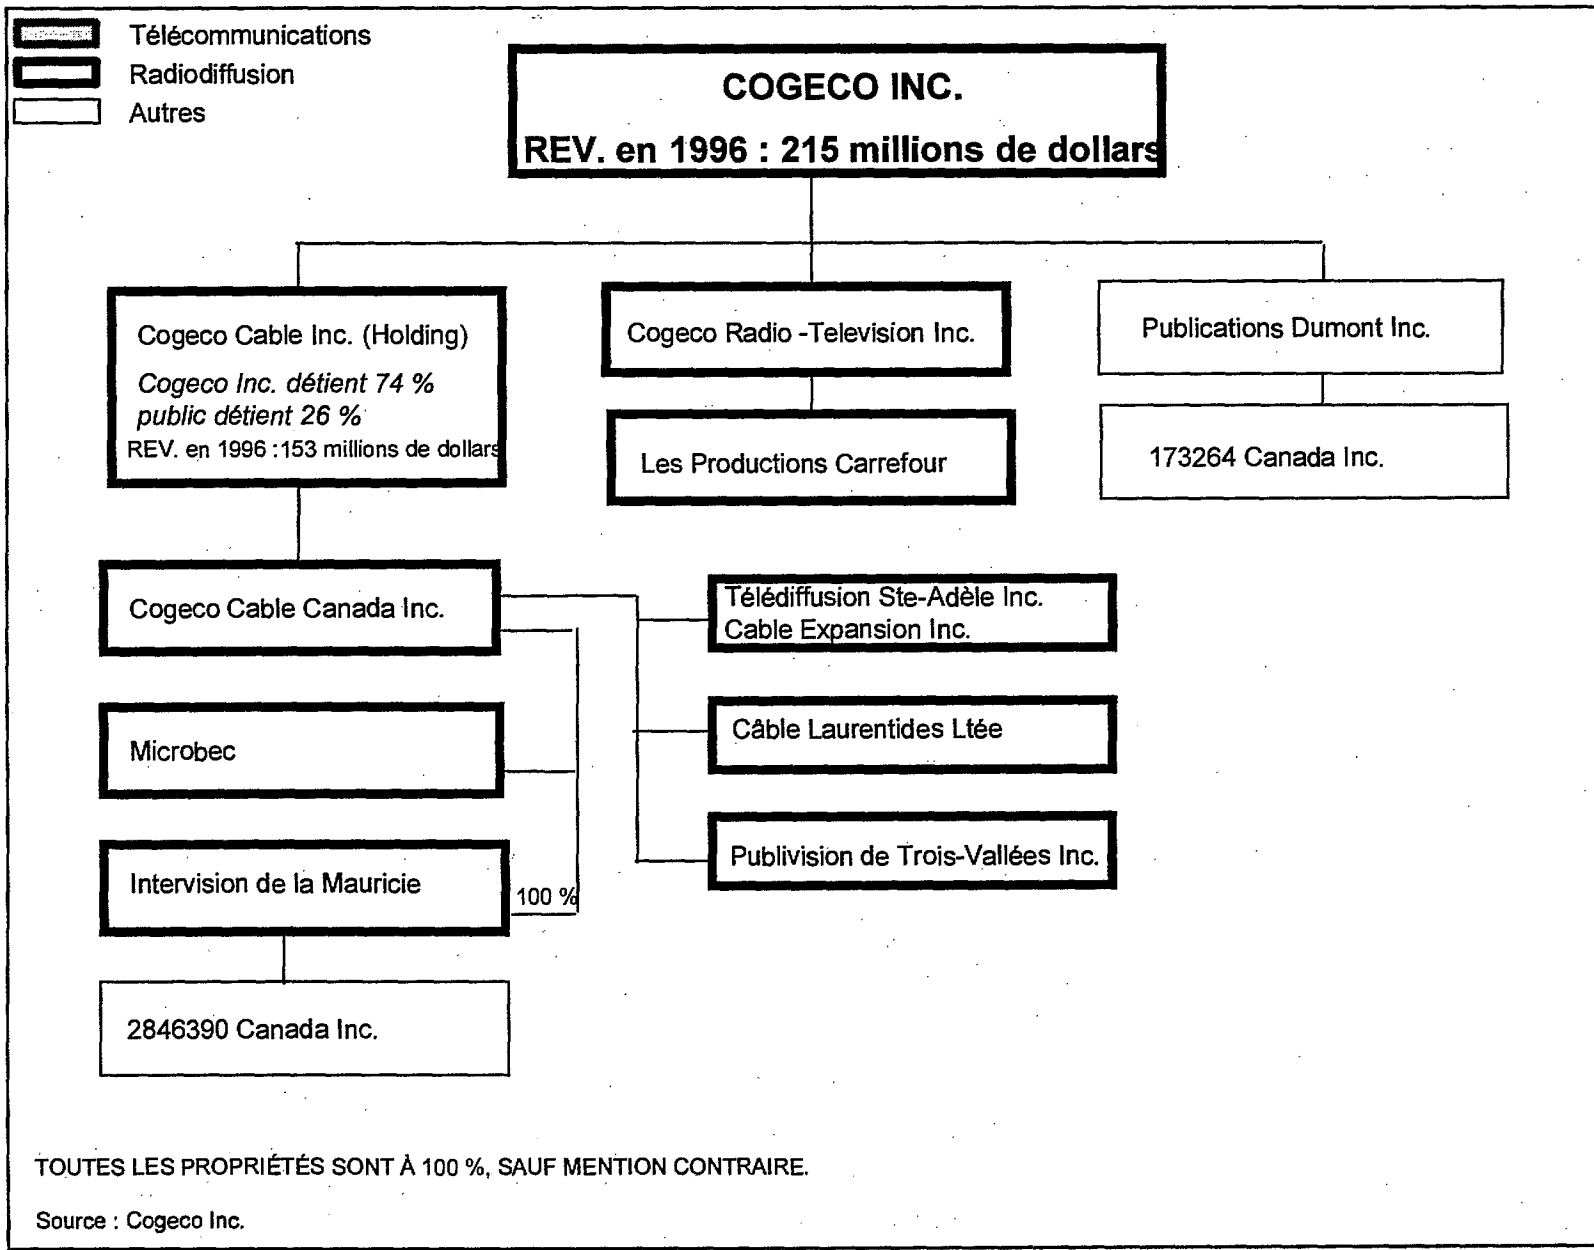 Télécommunications
Radiodiffusion
Autres
COGECO INC.
REV. en 1996 : 215 millions de dollars
Cogeco Cable Inc. (Holding)
Cogeco Inc. détient 74 %
public détient 26 %
REV. en 1996 :153 millions de dollars
Cogeco Radio -Television Inc.
Les Productions Carrefour
Publications Dumont Inc.
173264 Canada Inc.
Cogeco Cable Canada Inc.
Microbec
Intervision de la Mauricie
100 %
2846390 Canada Inc.
Télédiffusion Ste-Adèle Inc.
Cable Expansion Inc.
Câble Laurentides Ltée
Publivision de Trois-Vallées Inc.
TOUTES LES PROPRIÉTÉS SONT À 100 %, SAUF MENTION CONTRAIRE.
Source : Cogeco Inc.